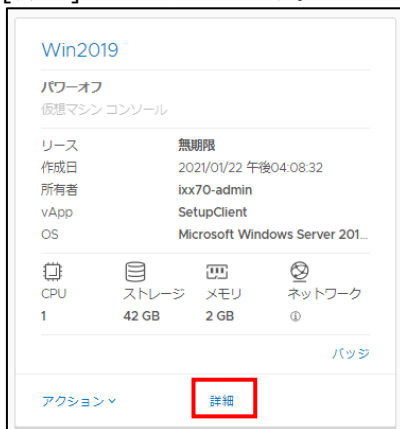 Win2019
パワーオフ
仮想マシン コンソール
リース 無期限
作成日 2021/01/22 午後04:08:32
所有者 ixx70-admin
vApp SetupClient
OS Microsoft Windows Server 201...
CPU ストレージ メモリ ネットワーク
1 42 GB 2 GB
バッジ
アクション 詳細